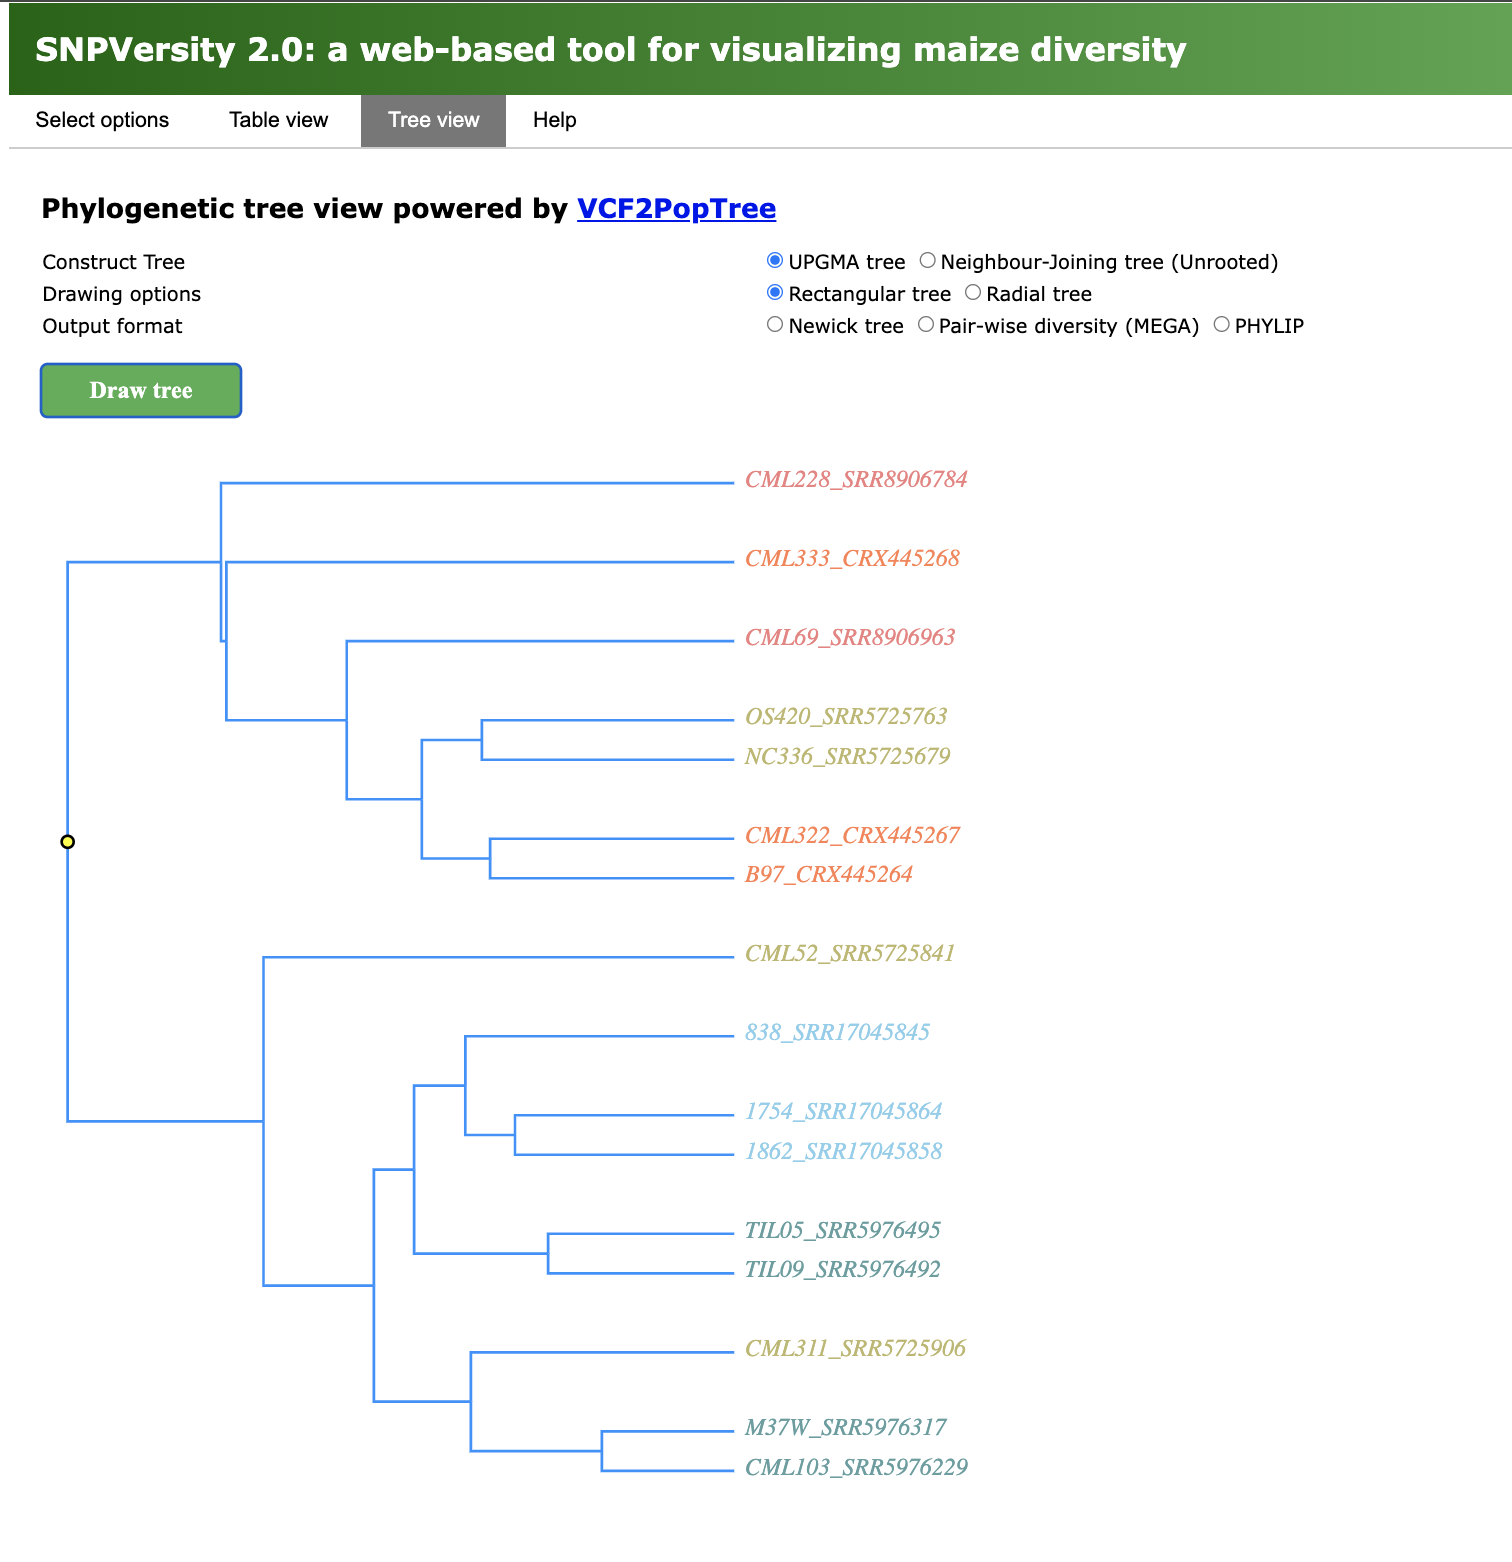 SNPVersity 2.0: a web-based tool for visualizing maize diversity
Select options Table view Tree view Help
Phylogenetic tree view powered by VCF2PopTree
Construct Tree UPGMA tree Neighbour-Joining tree (Unrooted)
Drawing options Rectangular tree Radial tree
Output format Newick tree Pair-wise diversity (MEGA) PHYLIP
Draw tree
CML228_SRR8906784
CML333_CRX445268
CML69_SRR8906963
OS420_SRR5725763
NC336_SRR5725679
CML322_CRX445267
B97_CRX445264
CML52_SRR5725841
838_SRR17045845
1754_SRR17045864
1862_SRR17045858
TIL05_SRR5976495
TIL09_SRR5976492
CML311_SRR5725906
M37W_SRR5976317
CML103_SRR5976229